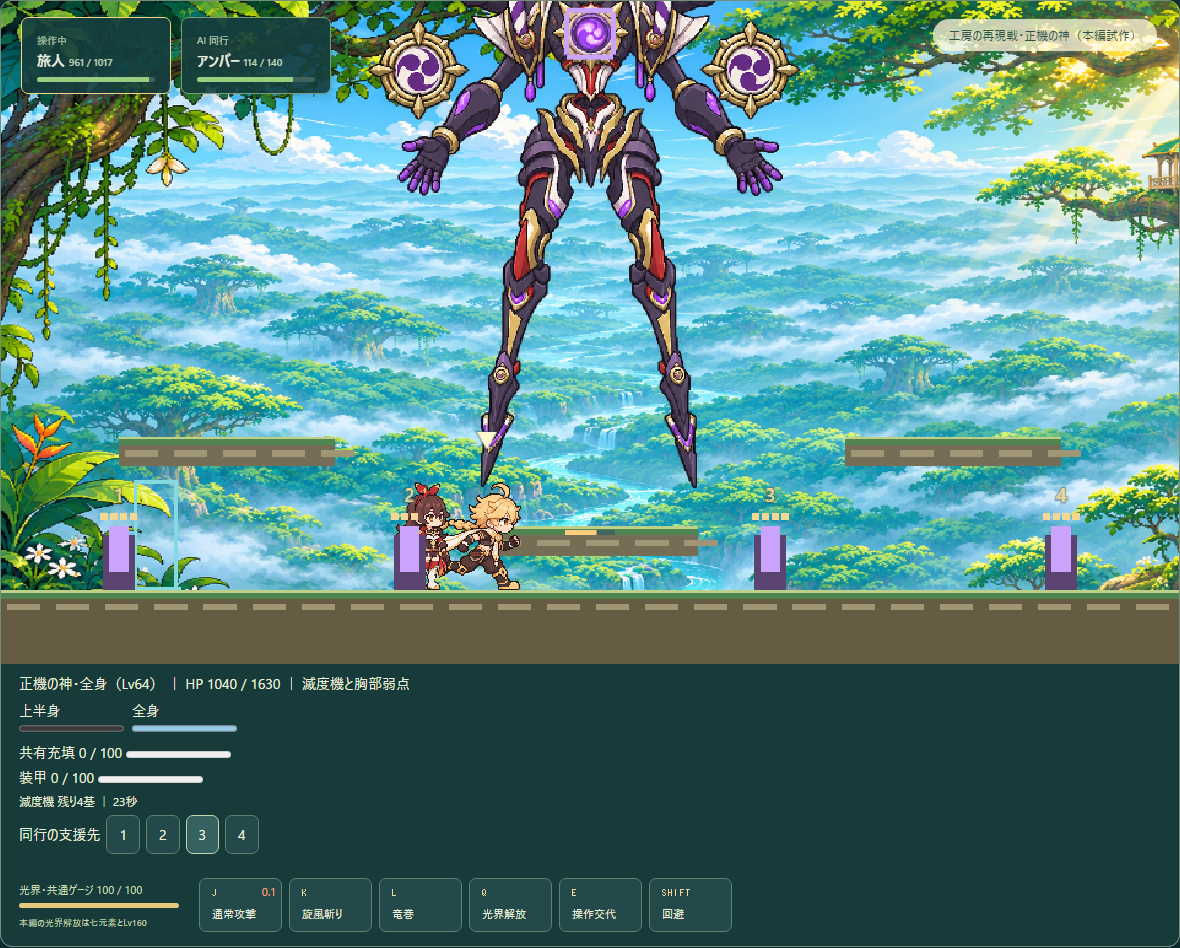 操作中
旅人 961 / 1017
AI 同行
アンバー 114 / 140
工房の再現戦・正機の神（本編試作）
1
2
3
4
正機の神・全身（Lv64） | HP 1040 / 1630 | 滅度機と胸部弱点
上半身 全身
共有充填 0 / 100
装甲 0 / 100
滅度機 残り4基 | 23秒
同行の支援先 1 2 3 4
光界・共通ゲージ 100 / 100
本編の光界解放は七元素とLv160
J 0.1
通常攻撃
K
旋風斬り
L
竜巻
Q
光界解放
E
操作交代
SHIFT
回避